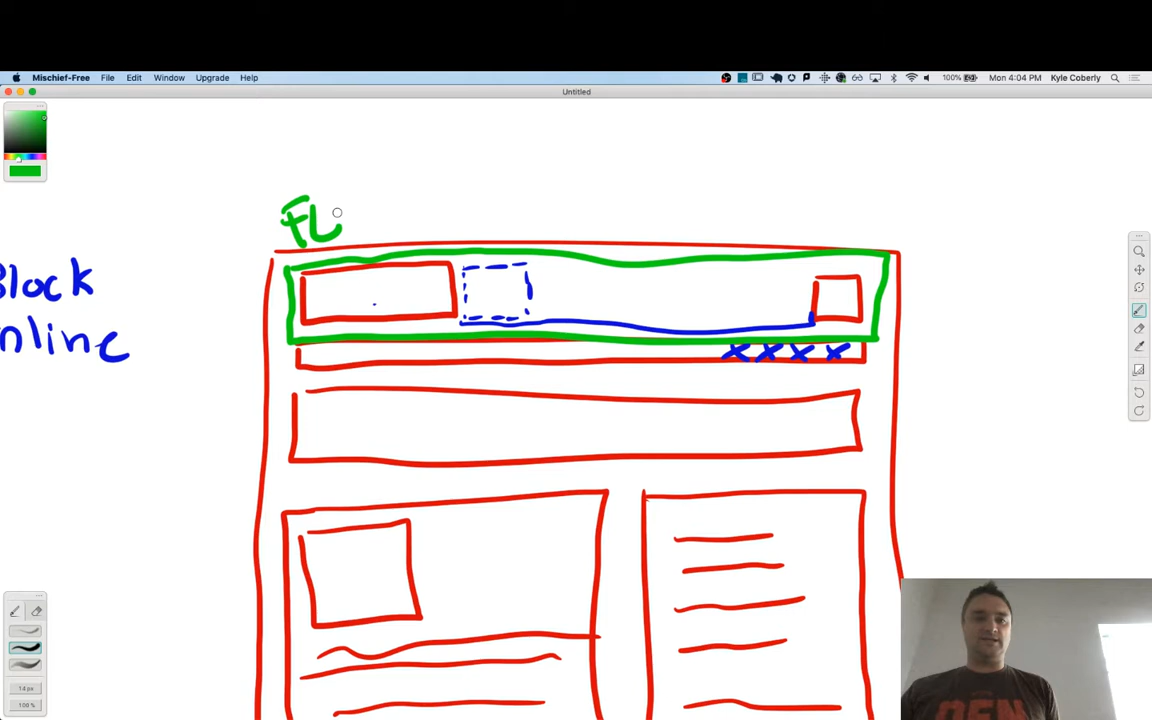 Mischief-Free File Edit Window Upgrade Help 100% Mon 4:04 PM Kyle Coberly
Untitled
FL
Block
nline
xxxx
14 px
100 %